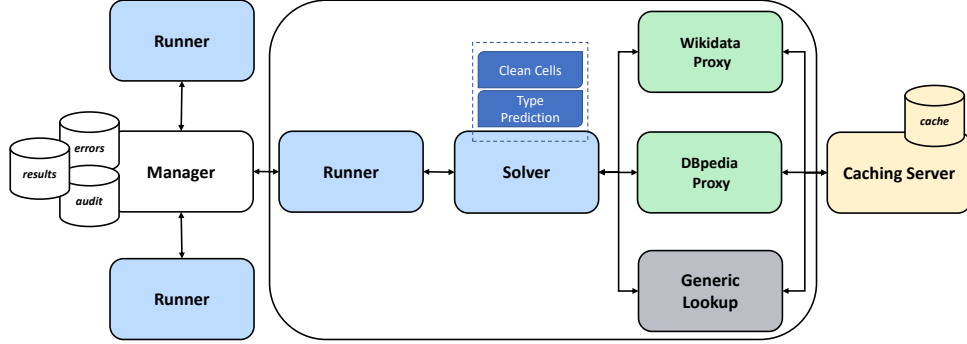 Runner
errors
results
audit
Manager
Runner
Runner
Clean Cells
Type
Prediction
Solver
Wikidata
Proxy
DBpedia
Proxy
Generic
Lookup
cache
Caching Server